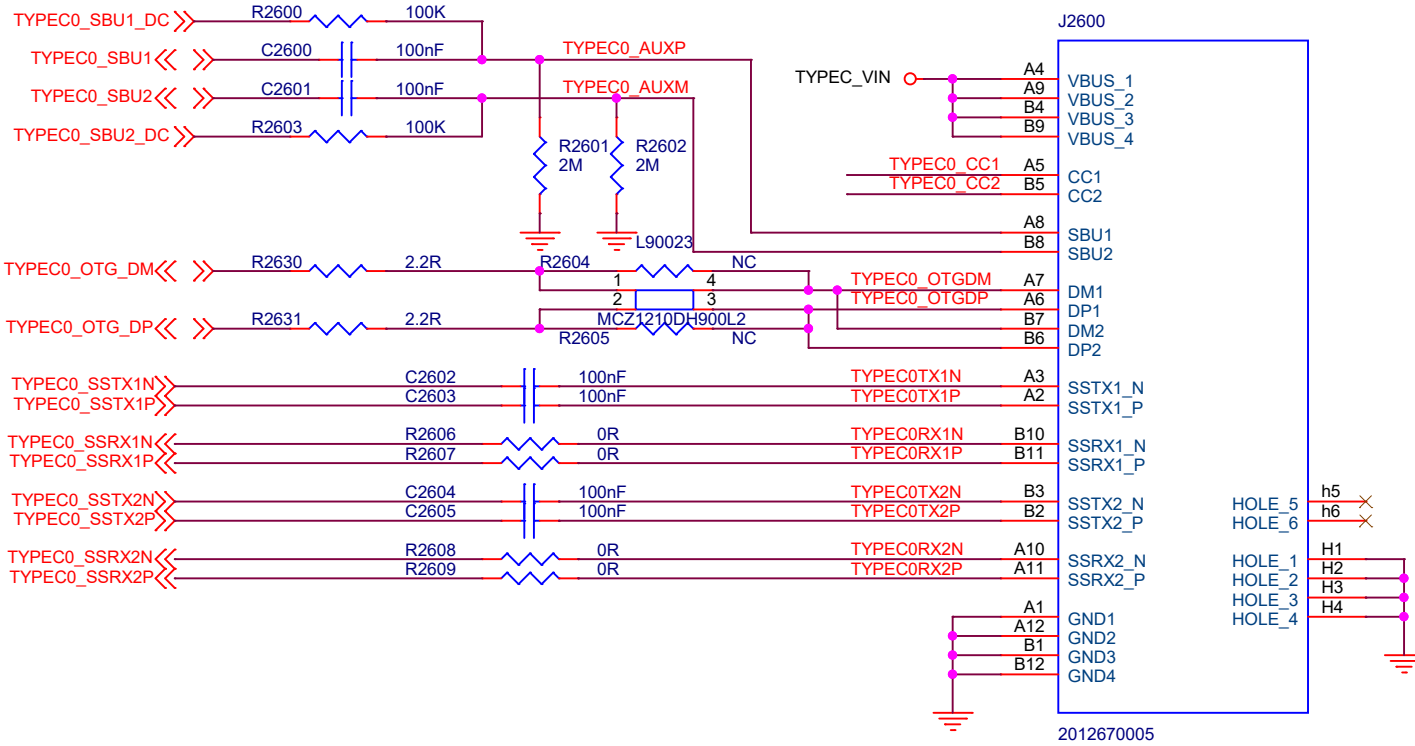 TYPEC0_SBU1_DC R2600 100K
TYPEC0_SBU1 C2600 100nF TYPEC0_AUXP
TYPEC0_SBU2 C2601 100nF TYPEC0_AUXM
TYPEC0_SBU2_DC R2603 100K
R2601 2M
R2602 2M
TYPEC0_OTG_DM R2630 2.2R R2604 L90023 NC
1 4
2 3
MCZ1210DH900L2
TYPEC0_OTG_DP R2631 2.2R R2605 NC
TYPEC0_SSTX1N C2602 100nF TYPEC0TX1N
TYPEC0_SSTX1P C2603 100nF TYPEC0TX1P
TYPEC0_SSRX1N R2606 0R TYPEC0RX1N
TYPEC0_SSRX1P R2607 0R TYPEC0RX1P
TYPEC0_SSTX2N C2604 100nF TYPEC0TX2N
TYPEC0_SSTX2P C2605 100nF TYPEC0TX2P
TYPEC0_SSRX2N R2608 0R TYPEC0RX2N
TYPEC0_SSRX2P R2609 0R TYPEC0RX2P
J2600
TYPEC_VIN
A4 VBUS_1
A9 VBUS_2
B4 VBUS_3
B9 VBUS_4
TYPEC0_CC1 A5 CC1
TYPEC0_CC2 B5 CC2
A8 SBU1
B8 SBU2
TYPEC0_OTGDM A7 DM1
TYPEC0_OTGDP A6 DP1
B7 DM2
B6 DP2
A3 SSTX1_N
A2 SSTX1_P
B10 SSRX1_N
B11 SSRX1_P
B3 SSTX2_N
B2 SSTX2_P
A10 SSRX2_N
A11 SSRX2_P
A1 GND1
A12 GND2
B1 GND3
B12 GND4
HOLE_5 h5
HOLE_6 h6
HOLE_1 H1
HOLE_2 H2
HOLE_3 H3
HOLE_4 H4
2012670005